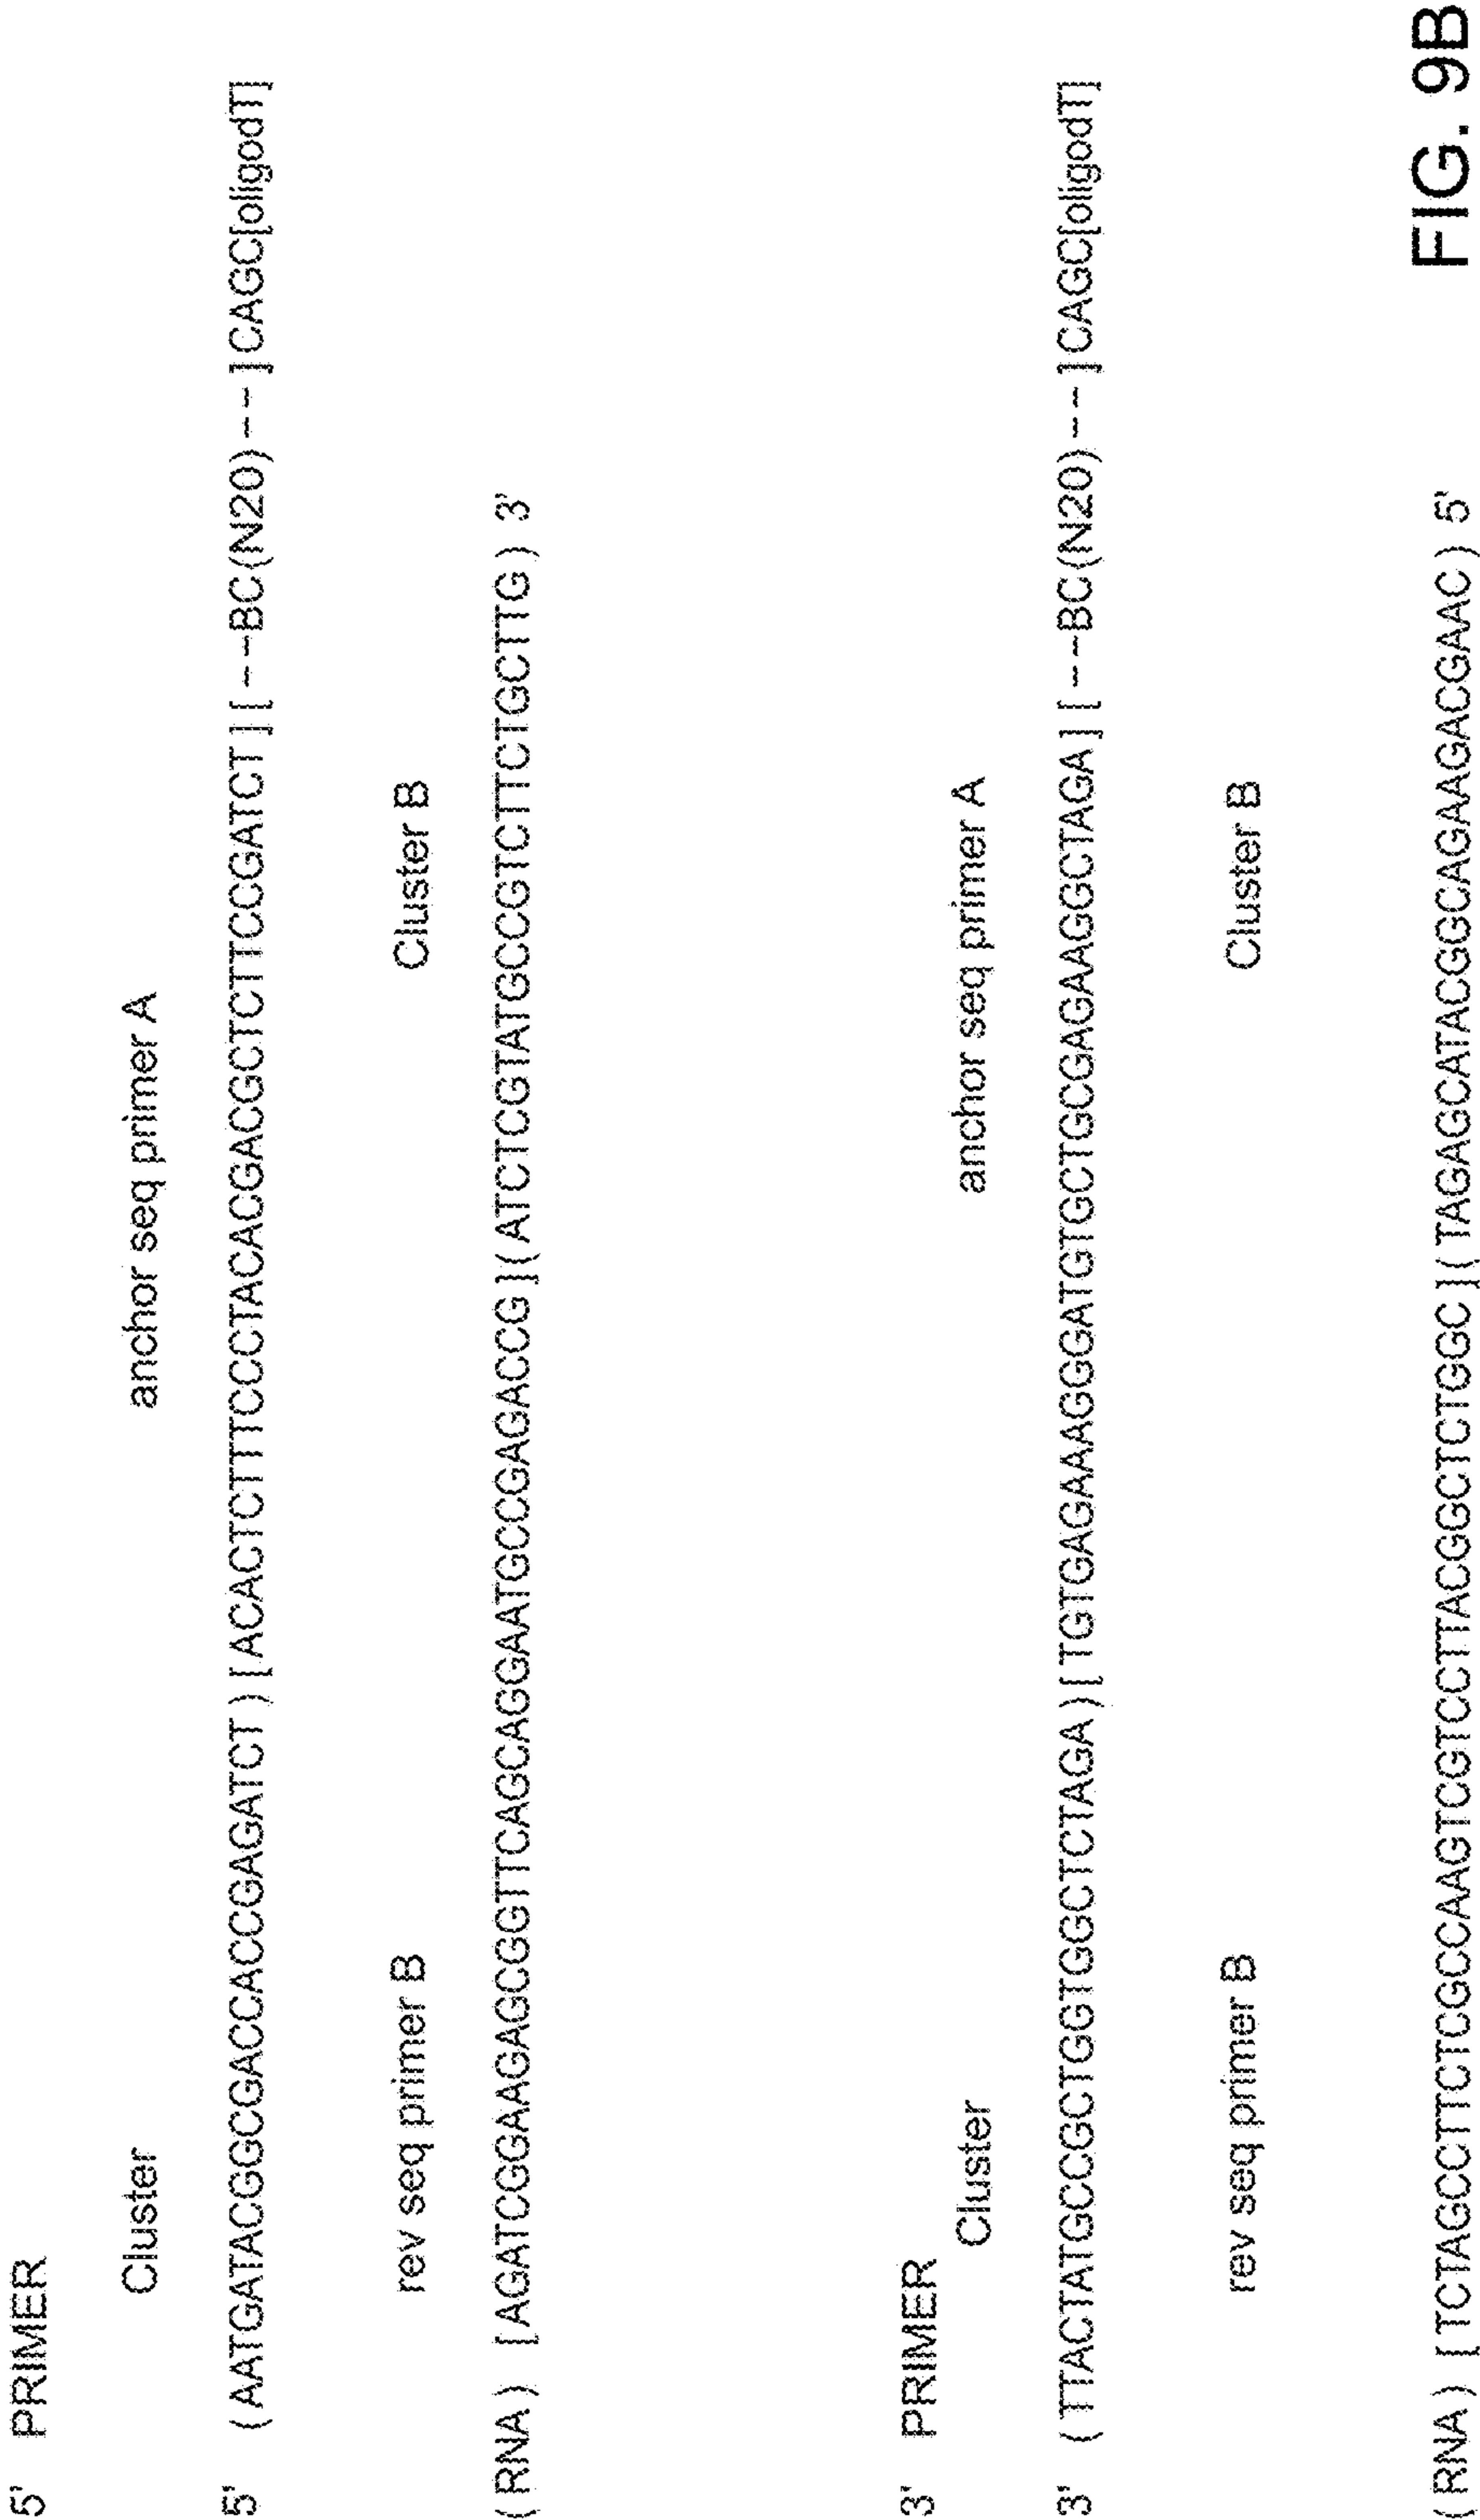 5' PRIMER
Cluster anchor seq primer A
5' (AATGATACGGCGACCACCGAGATCT)[ACACTCTTTCCCTACACGACGCTCTTCCGATCT][--BC(N20)--]CAGC[oligodT]
rev seq primer B Cluster B
(RNA) [AGATCGGAAGAGCGGTTCAGCAGGAATGCCGAGACCG](ATCTCGTATGCCGTCTTCTGCTTG) 3'
3' PRIMER
Cluster anchor seq primer A
3' (TTACTATGCCGCTGGTGGCTCTAGA)[TGTGAGAAAGGGATGTGCTGCGAGAAGGCTAGA][--BC(N20)--]CAGC[oligodT]
rev seq primer B Cluster B
(RNA) [TCTAGCCTTCTCGCCAAGTCGTCCTTACGGCTCTGGC](TAGAGCATACGGCAGAAGACGAAC) 5'
FIG. 9B